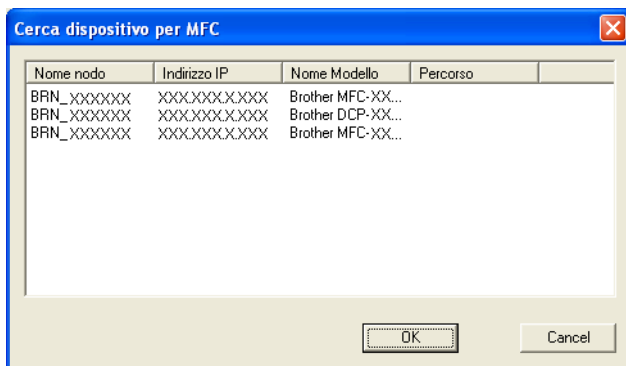 Cerca dispositivo per MFC
Nome nodo Indirizzo IP Nome Modello Percorso
BRN_XXXXXX XXX.XXX.X.XXX Brother MFC-XX...
BRN_XXXXXX XXX.XXX.X.XXX Brother DCP-XX...
BRN_XXXXXX XXX.XXX.X.XXX Brother MFC-XX...
OK Cancel